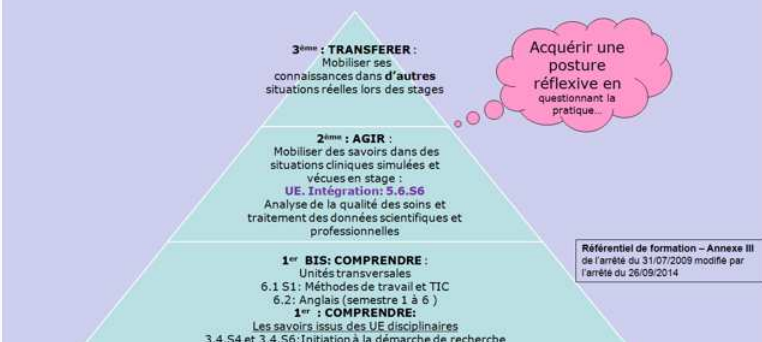 3ème : TRANSFERER :
Mobiliser ses
connaissances dans d'autres
situations réelles lors des stages
Acquérir une
posture
réflexive en
questionnant la
pratique...
2ème : AGIR :
Mobiliser des savoirs dans des
situations cliniques simulées et
vécues en stage :
UE. Intégration: 5.6.S6
Analyse de la qualité des soins et
traitement des données scientifiques et
professionnelles
Référentiel de formation – Annexe III
de l'arrêté du 31/07/2009 modifié par
l'arrêté du 26/09/2014
1er BIS: COMPRENDRE :
Unités transversales
6.1 S1: Méthodes de travail et TIC
6.2: Anglais (semestre 1 à 6 )
1er : COMPRENDRE:
Les savoirs issus des UE disciplinaires
3.4.S4 et 3.4.S6:Initiation à la démarche de recherche